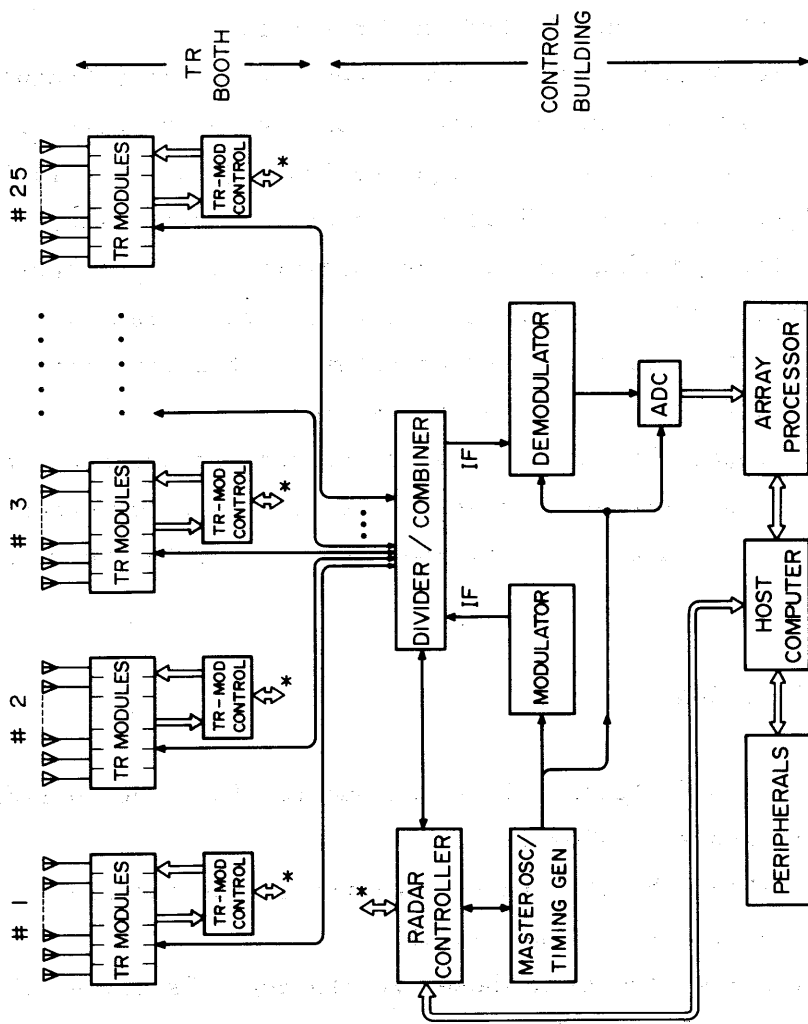 # 1
# 2
# 3
# 25
TR MODULES
TR MODULES
TR MODULES
TR MODULES
TR
BOOTH
TR-MOD
CONTROL
*
TR-MOD
CONTROL
*
TR-MOD
CONTROL
*
TR-MOD
CONTROL
*
CONTROL
BUILDING
*
RADAR
CONTROLLER
DIVIDER / COMBINER
IF
IF
MASTER OSC/
TIMING GEN
MODULATOR
DEMODULATOR
ADC
PERIPHERALS
HOST
COMPUTER
ARRAY
PROCESSOR